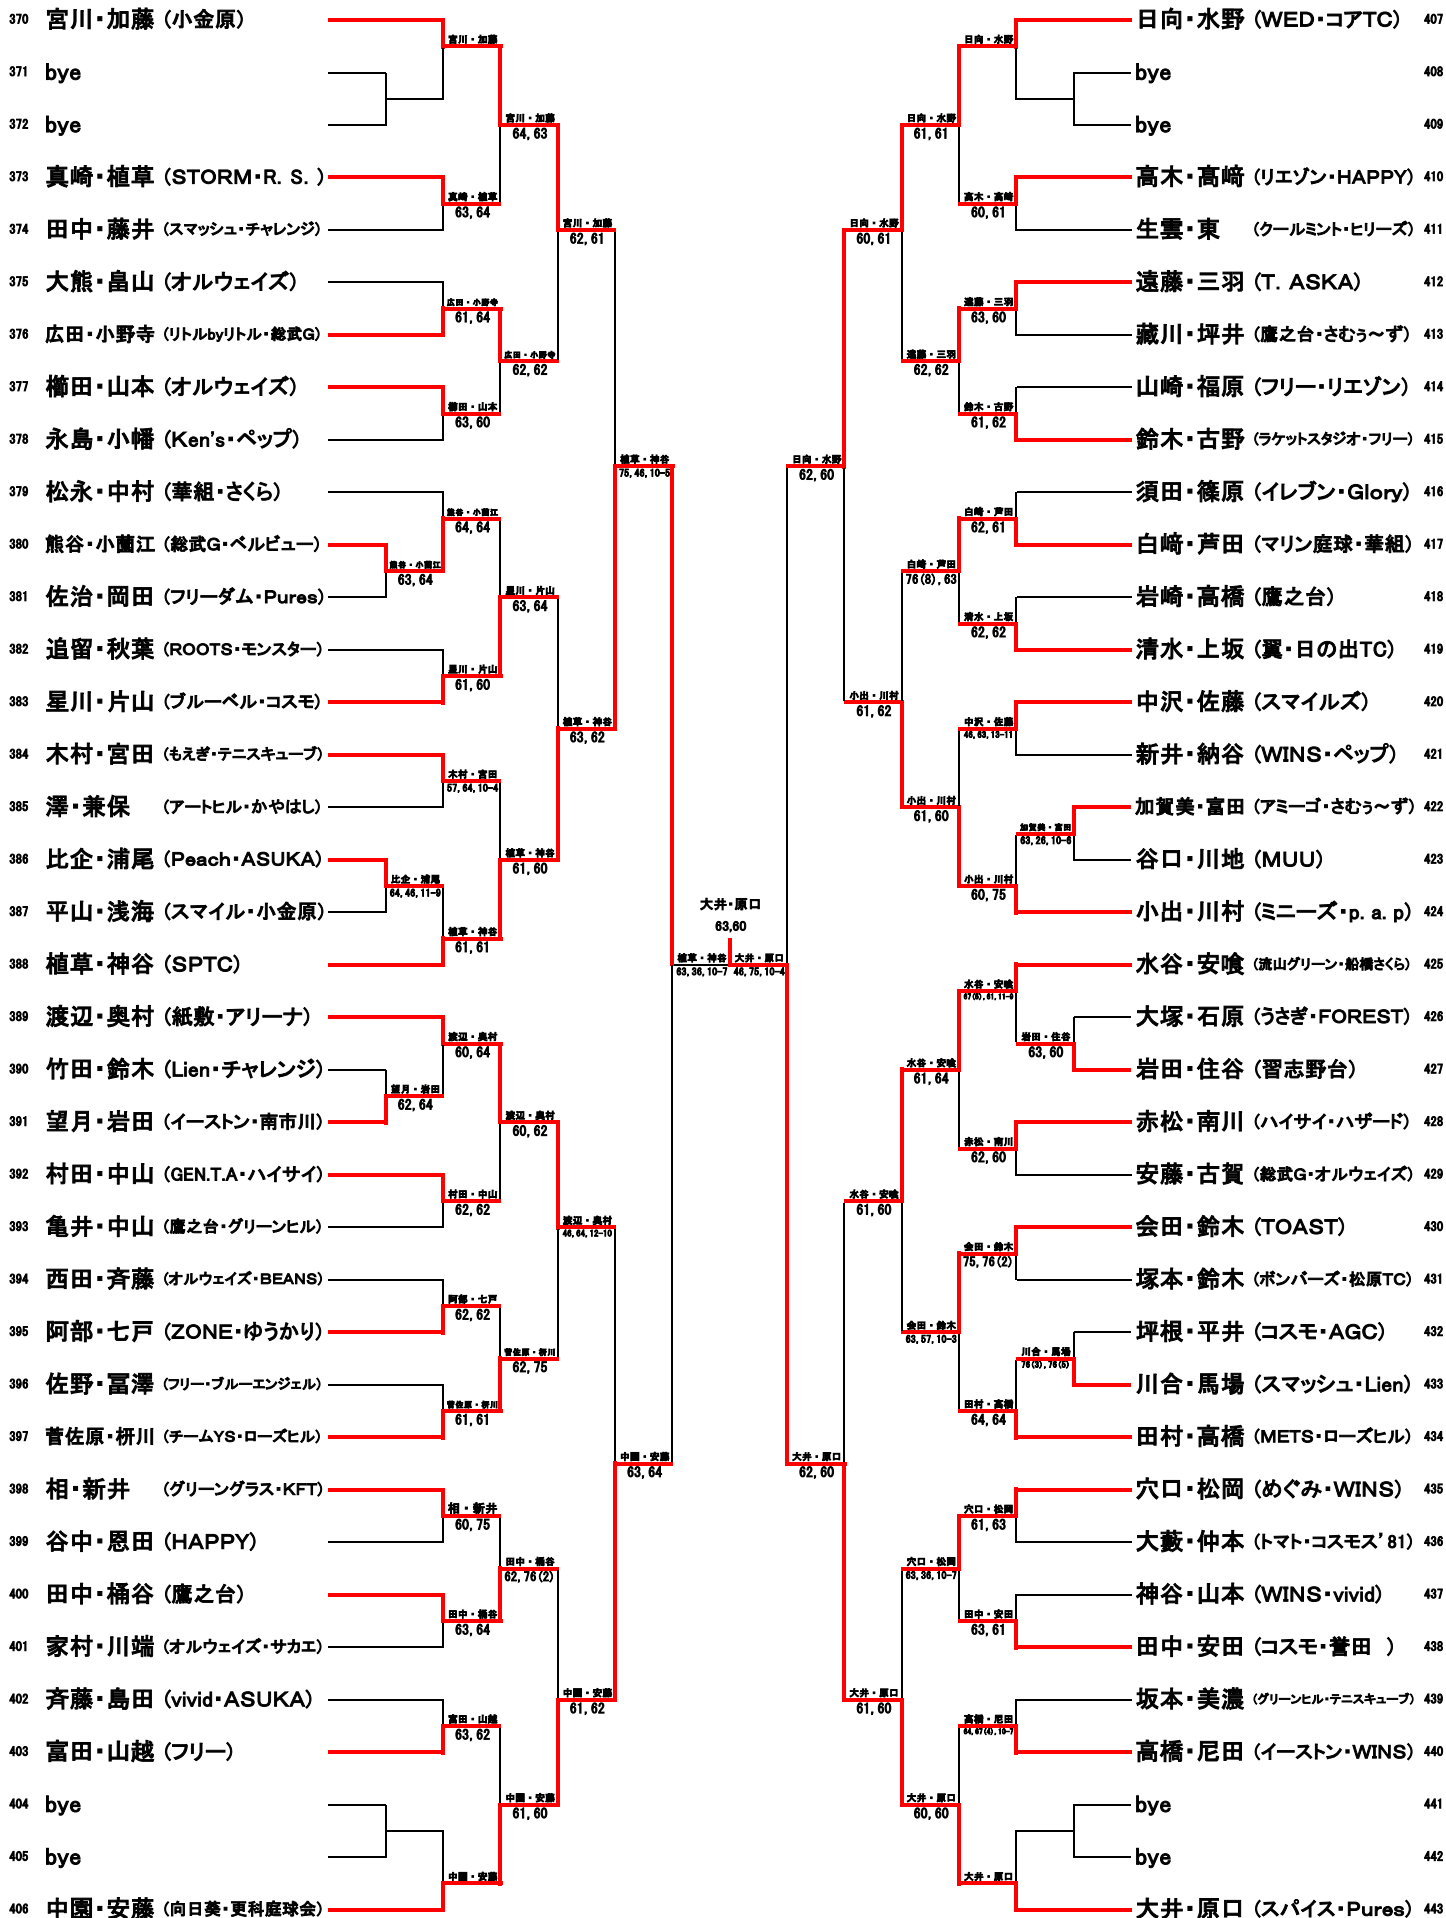 370 宮川・加藤 (小金原)
宮川・加藤
371 bye
372 bye
宮川・加藤
64, 63
373 真崎・植草 (STORM・R. S. )
真崎・植草
63, 64
374 田中・藤井 (スマッシュ・チャレンジ)
宮川・加藤
62, 61
375 大熊・畠山 (オルウェイズ)
広田・小野寺
61, 64
376 広田・小野寺 (リトルbyリトル・総武G)
広田・小野寺
62, 62
377 櫛田・山本 (オルウェイズ)
櫛田・山本
63, 60
378 永島・小幡 (Ken's・ペップ)
植草・神谷
75, 46, 10-5
379 松永・中村 (華組・さくら)
熊谷・小薗江
64, 64
380 熊谷・小薗江 (総武G・ベルビュー)
熊谷・小薗江
63, 64
381 佐治・岡田 (フリーダム・Pures)
星川・片山
63, 64
382 追留・秋葉 (ROOTS・モンスター)
星川・片山
61, 60
383 星川・片山 (ブルーベル・コスモ)
植草・神谷
63, 62
384 木村・宮田 (もえぎ・テニスキューブ)
木村・宮田
57, 64, 10-4
385 澤・兼保 (アートヒル・かやはし)
植草・神谷
61, 60
386 比企・浦尾 (Peach・ASUKA)
比企・浦尾
64, 46, 11-9
387 平山・浅海 (スマイル・小金原)
植草・神谷
61, 61
388 植草・神谷 (SPTC)
植草・神谷
63, 36, 10-7
389 渡辺・奥村 (紙敷・アリーナ)
渡辺・奥村
60, 64
390 竹田・鈴木 (Lien・チャレンジ)
望月・岩田
62, 64
391 望月・岩田 (イーストン・南市川)
渡辺・奥村
60, 62
392 村田・中山 (GEN.T.A・ハイサイ)
村田・中山
62, 62
393 亀井・中山 (鷹之台・グリーンヒル)
渡辺・奥村
46, 64, 12-10
394 西田・斉藤 (オルウェイズ・BEANS)
阿部・七戸
62, 62
395 阿部・七戸 (ZONE・ゆうかり)
菅佐原・枡川
62, 75
396 佐野・冨澤 (フリー・ブルーエンジェル)
菅佐原・枡川
61, 61
397 菅佐原・枡川 (チームYS・ローズヒル)
中園・安藤
63, 64
398 相・新井 (グリーングラス・KFT)
相・新井
60, 75
399 谷中・恩田 (HAPPY)
田中・桶谷
62, 76(2)
400 田中・桶谷 (鷹之台)
田中・桶谷
63, 64
401 家村・川端 (オルウェイズ・サカエ)
中園・安藤
61, 62
402 斉藤・島田 (vivid・ASUKA)
富田・山越
63, 62
403 富田・山越 (フリー)
中園・安藤
61, 60
404 bye
405 bye
中園・安藤
406 中園・安藤 (向日葵・更科庭球会)
大井・原口
63,60
日向・水野 (WED・コアTC) 407
日向・水野
bye 408
bye 409
日向・水野
61, 61
高木・髙﨑 (リエゾン・HAPPY) 410
高木・髙﨑
60, 61
生雲・東 (クールミント・ヒリーズ) 411
日向・水野
60, 61
遠藤・三羽 (T. ASKA) 412
遠藤・三羽
63, 60
藏川・坪井 (鷹之台・さむぅ～ず) 413
遠藤・三羽
62, 62
山崎・福原 (フリー・リエゾン) 414
鈴木・古野
61, 62
鈴木・古野 (ラケットスタジオ・フリー) 415
日向・水野
62, 60
須田・篠原 (イレブン・Glory) 416
白﨑・芦田
62, 61
白﨑・芦田 (マリン庭球・華組) 417
白﨑・芦田
76(8), 63
岩崎・高橋 (鷹之台) 418
清水・上坂
62, 62
清水・上坂 (翼・日の出TC) 419
小出・川村
61, 62
中沢・佐藤 (スマイルズ) 420
中沢・佐藤
46, 63, 13-11
新井・納谷 (WINS・ペップ) 421
小出・川村
61, 60
加賀美・富田 (アミーゴ・さむぅ～ず) 422
加賀美・富田
63, 26, 10-6
谷口・川地 (MUU) 423
小出・川村
60, 75
小出・川村 (ミニーズ・p. a. p) 424
大井・原口
46, 75, 10-4
水谷・安喰 (流山グリーン・船橋さくら) 425
水谷・安喰
67(5), 61, 11-9
大塚・石原 (うさぎ・FOREST) 426
岩田・住谷
63, 60
岩田・住谷 (習志野台) 427
水谷・安喰
61, 64
赤松・南川 (ハイサイ・ハザード) 428
赤松・南川
62, 60
安藤・古賀 (総武G・オルウェイズ) 429
水谷・安喰
61, 60
会田・鈴木 (TOAST) 430
会田・鈴木
75, 76(2)
塚本・鈴木 (ボンバーズ・松原TC) 431
会田・鈴木
63, 57, 10-3
坪根・平井 (コスモ・AGC) 432
川合・馬場
76(3), 76(5)
川合・馬場 (スマッシュ・Lien) 433
田村・高橋
64, 64
田村・高橋 (METS・ローズヒル) 434
大井・原口
62, 60
穴口・松岡 (めぐみ・WINS) 435
穴口・松岡
61, 63
大藪・仲本 (トマト・コスモス’81) 436
穴口・松岡
63, 36, 10-7
神谷・山本 (WINS・vivid) 437
田中・安田
63, 61
田中・安田 (コスモ・誉田 ) 438
大井・原口
61, 60
坂本・美濃 (グリーンヒル・テニスキューブ) 439
高橋・尼田
64, 67(4), 10-7
高橋・尼田 (イーストン・WINS) 440
大井・原口
60, 60
bye 441
bye 442
大井・原口
大井・原口 (スパイス・Pures) 443